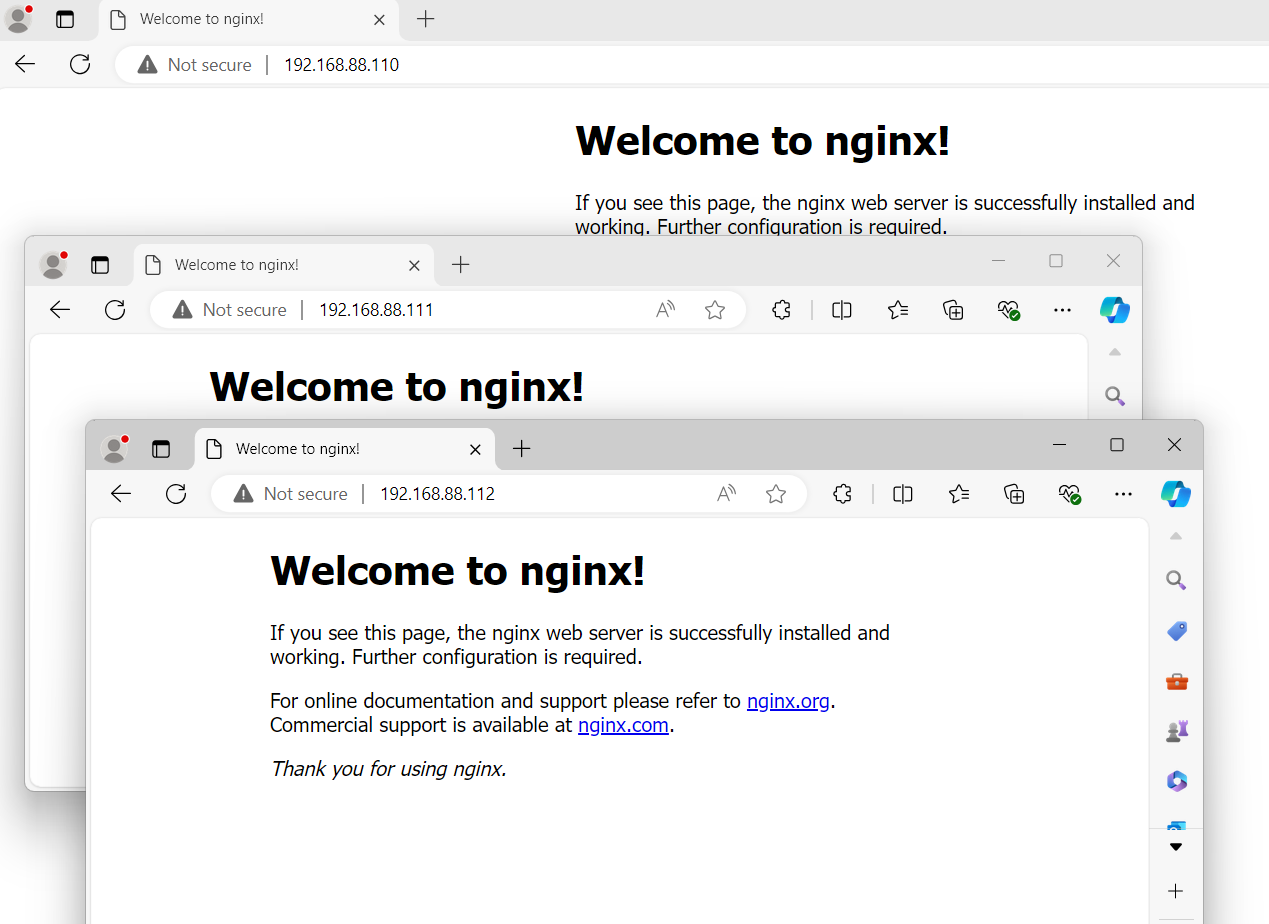 Welcome to nginx!
Not secure | 192.168.88.110
Welcome to nginx!
If you see this page, the nginx web server is successfully installed and
working. Further configuration is required.
Welcome to nginx!
Not secure | 192.168.88.111
Welcome to nginx!
Welcome to nginx!
Not secure | 192.168.88.112
Welcome to nginx!
If you see this page, the nginx web server is successfully installed and
working. Further configuration is required.
For online documentation and support please refer to nginx.org.
Commercial support is available at nginx.com.
Thank you for using nginx.